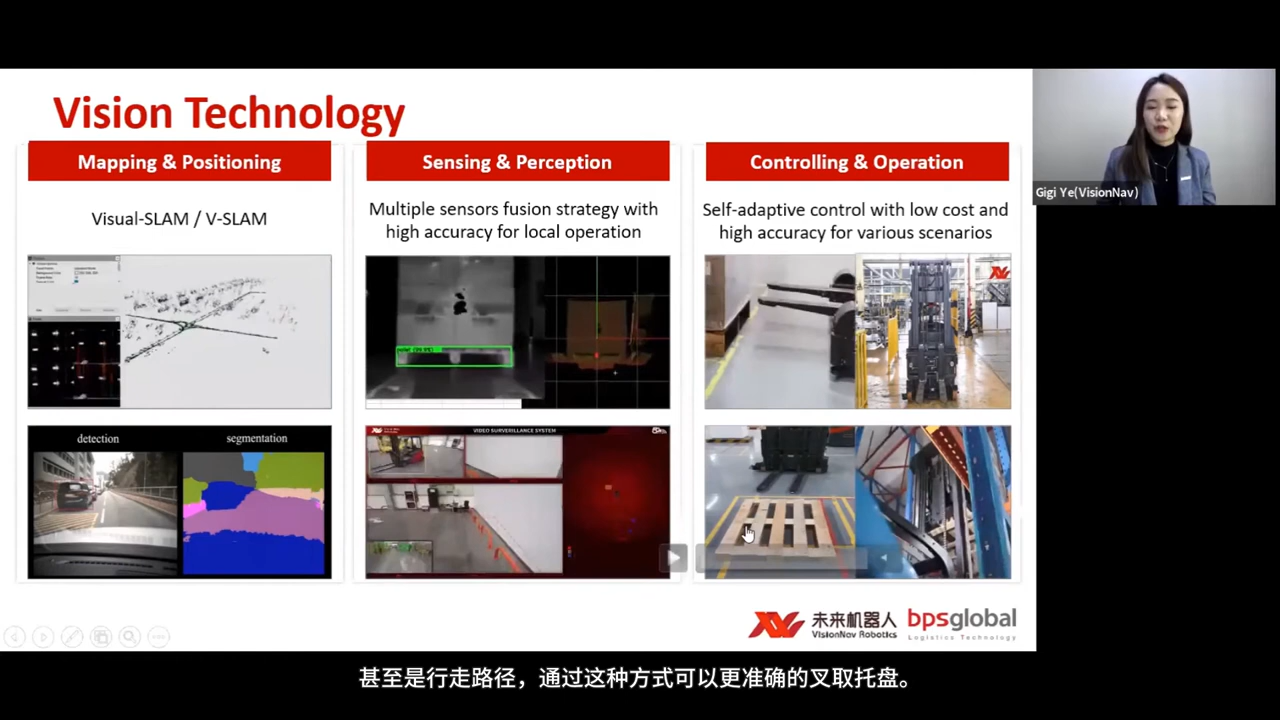 Vision Technology
Mapping & Positioning
Visual-SLAM / V-SLAM
detection
segmentation
Sensing & Perception
Multiple sensors fusion strategy with
high accuracy for local operation
VIDEO SURVERILLANCE SYSTEM
Controlling & Operation
Self-adaptive control with low cost and
high accuracy for various scenarios
Gigi Ye(VisionNav)
未来机器人
VisionNav Robotics
bpsglobal
Logistics Technology
甚至是行走路径，通过这种方式可以更准确的叉取托盘。